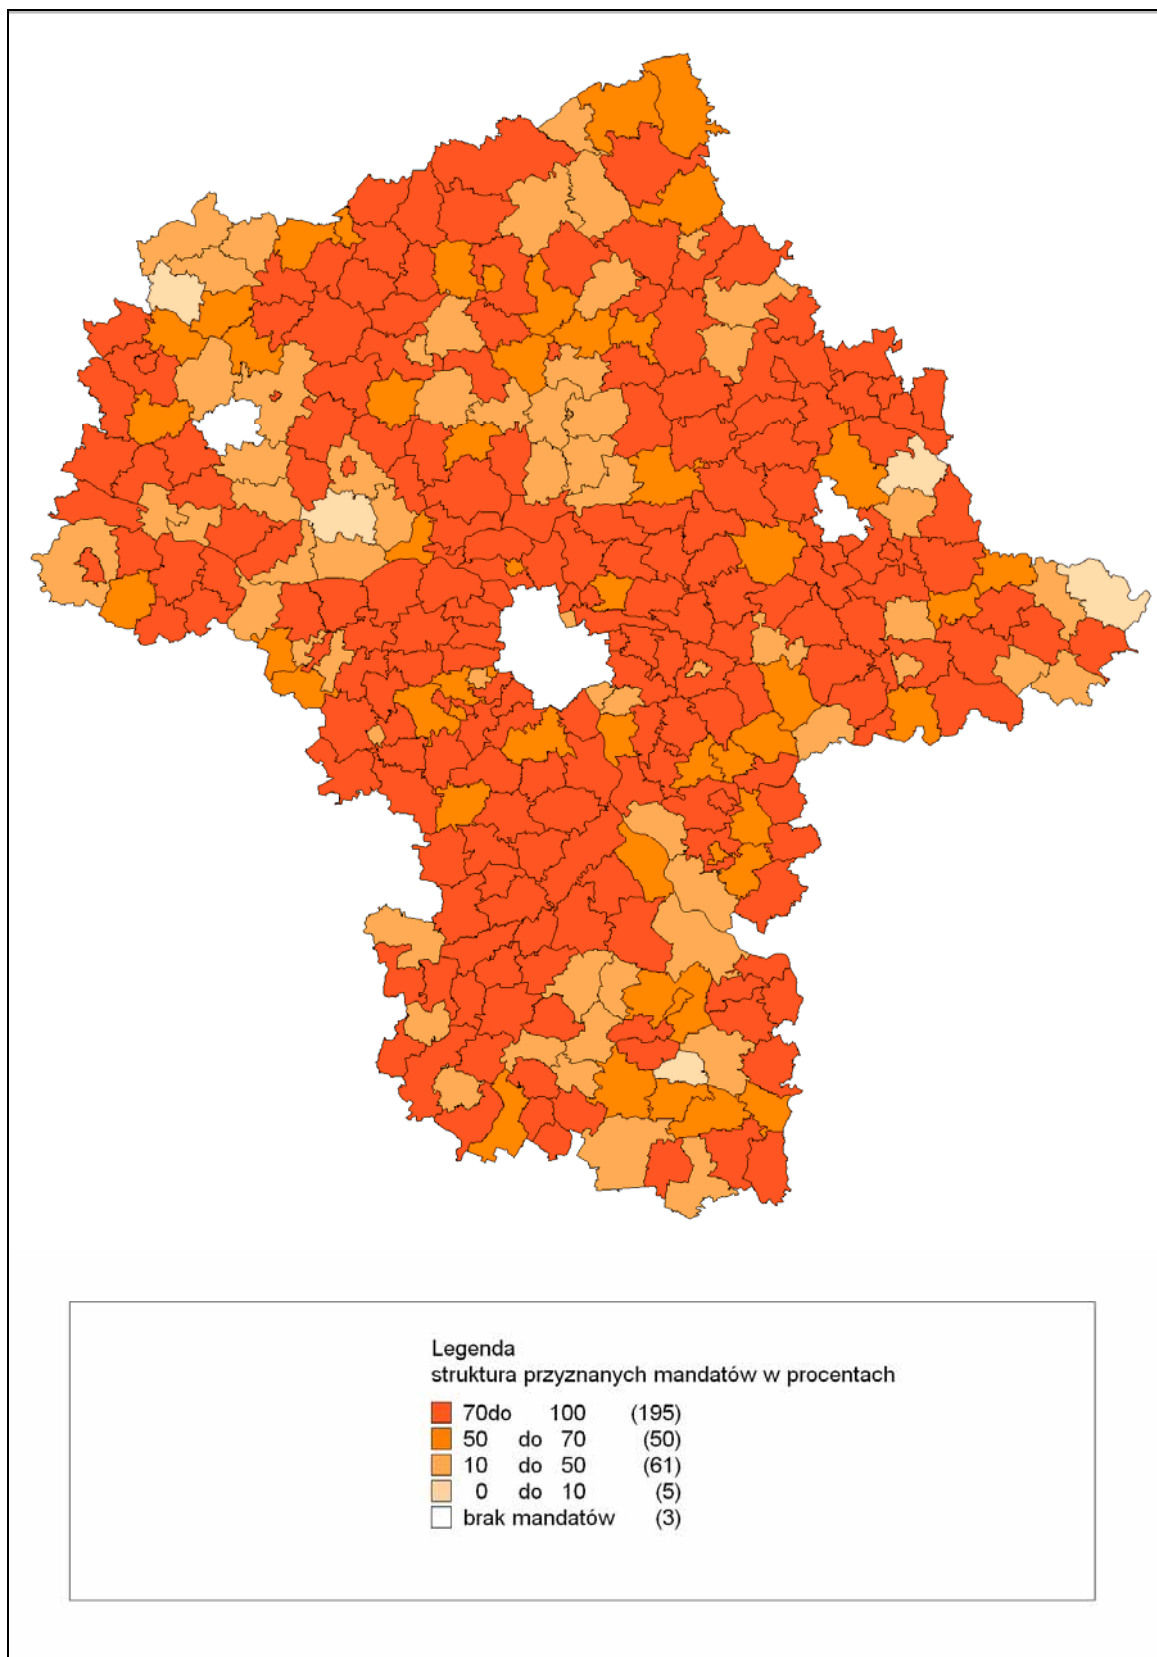 Legenda
struktura przyznanych mandatów w procentach
70do 100 (195)
50 do 70 (50)
10 do 50 (61)
0 do 10 (5)
brak mandatów (3)